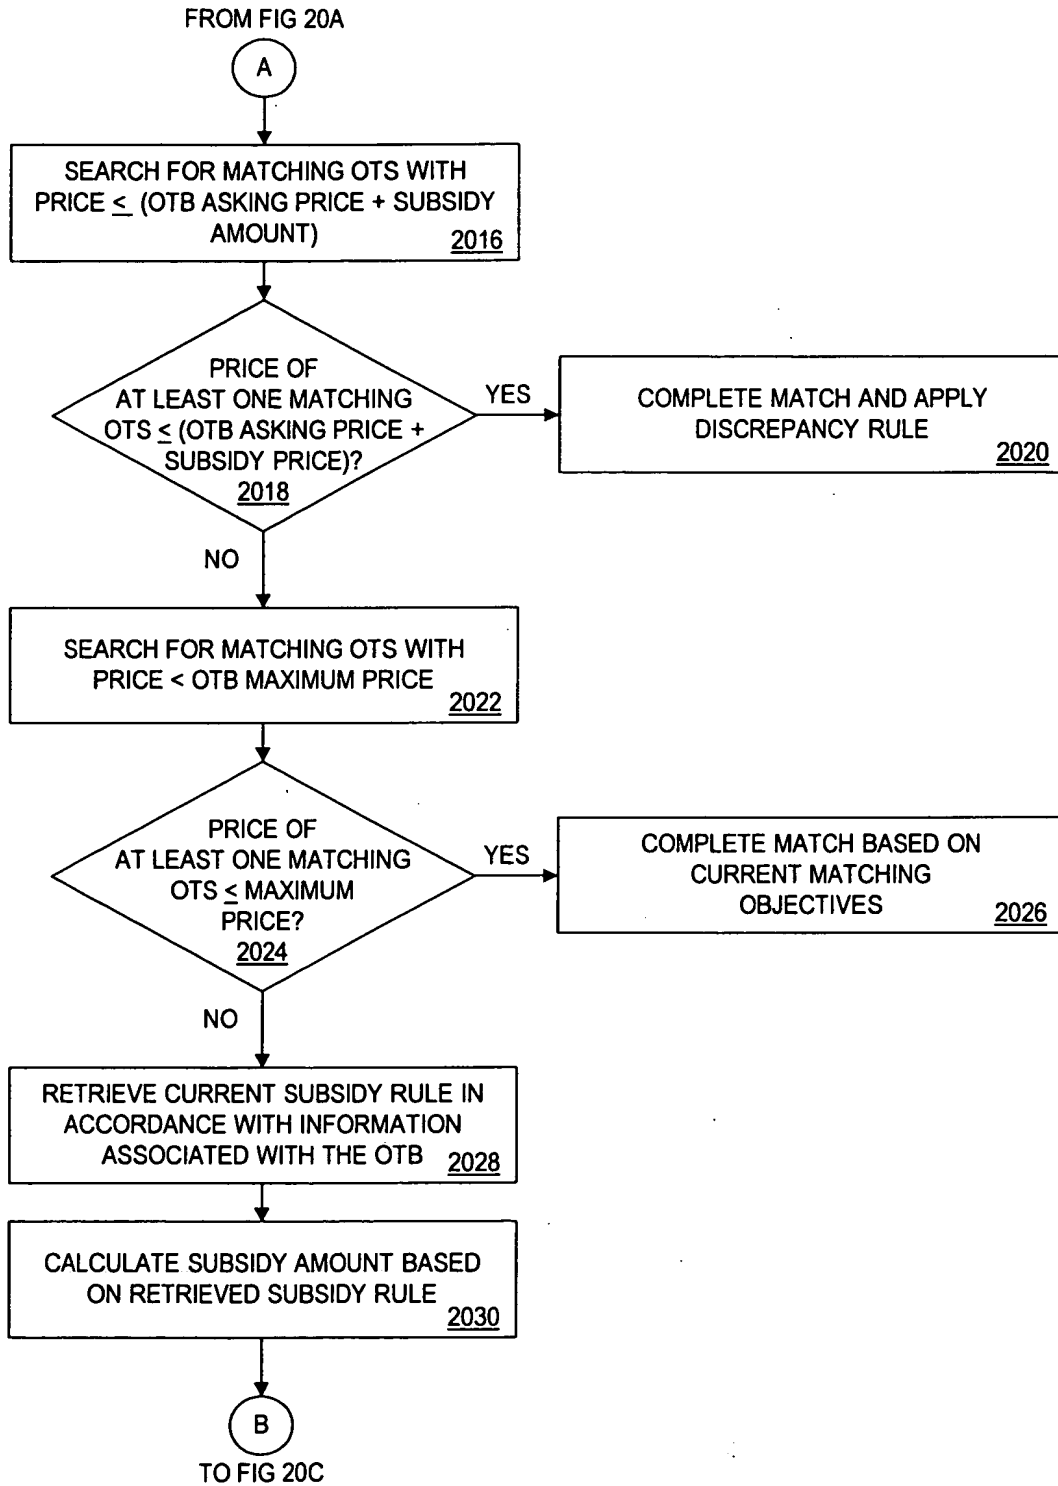 FROM FIG 20A
A
SEARCH FOR MATCHING OTS WITH
PRICE ≤ (OTB ASKING PRICE + SUBSIDY
AMOUNT)
2016
PRICE OF
AT LEAST ONE MATCHING
OTS ≤ (OTB ASKING PRICE +
SUBSIDY PRICE)?
2018
YES
COMPLETE MATCH AND APPLY
DISCREPANCY RULE
2020
NO
SEARCH FOR MATCHING OTS WITH
PRICE < OTB MAXIMUM PRICE
2022
PRICE OF
AT LEAST ONE MATCHING
OTS ≤ MAXIMUM
PRICE?
2024
YES
COMPLETE MATCH BASED ON
CURRENT MATCHING
OBJECTIVES
2026
NO
RETRIEVE CURRENT SUBSIDY RULE IN
ACCORDANCE WITH INFORMATION
ASSOCIATED WITH THE OTB
2028
CALCULATE SUBSIDY AMOUNT BASED
ON RETRIEVED SUBSIDY RULE
2030
B
TO FIG 20C